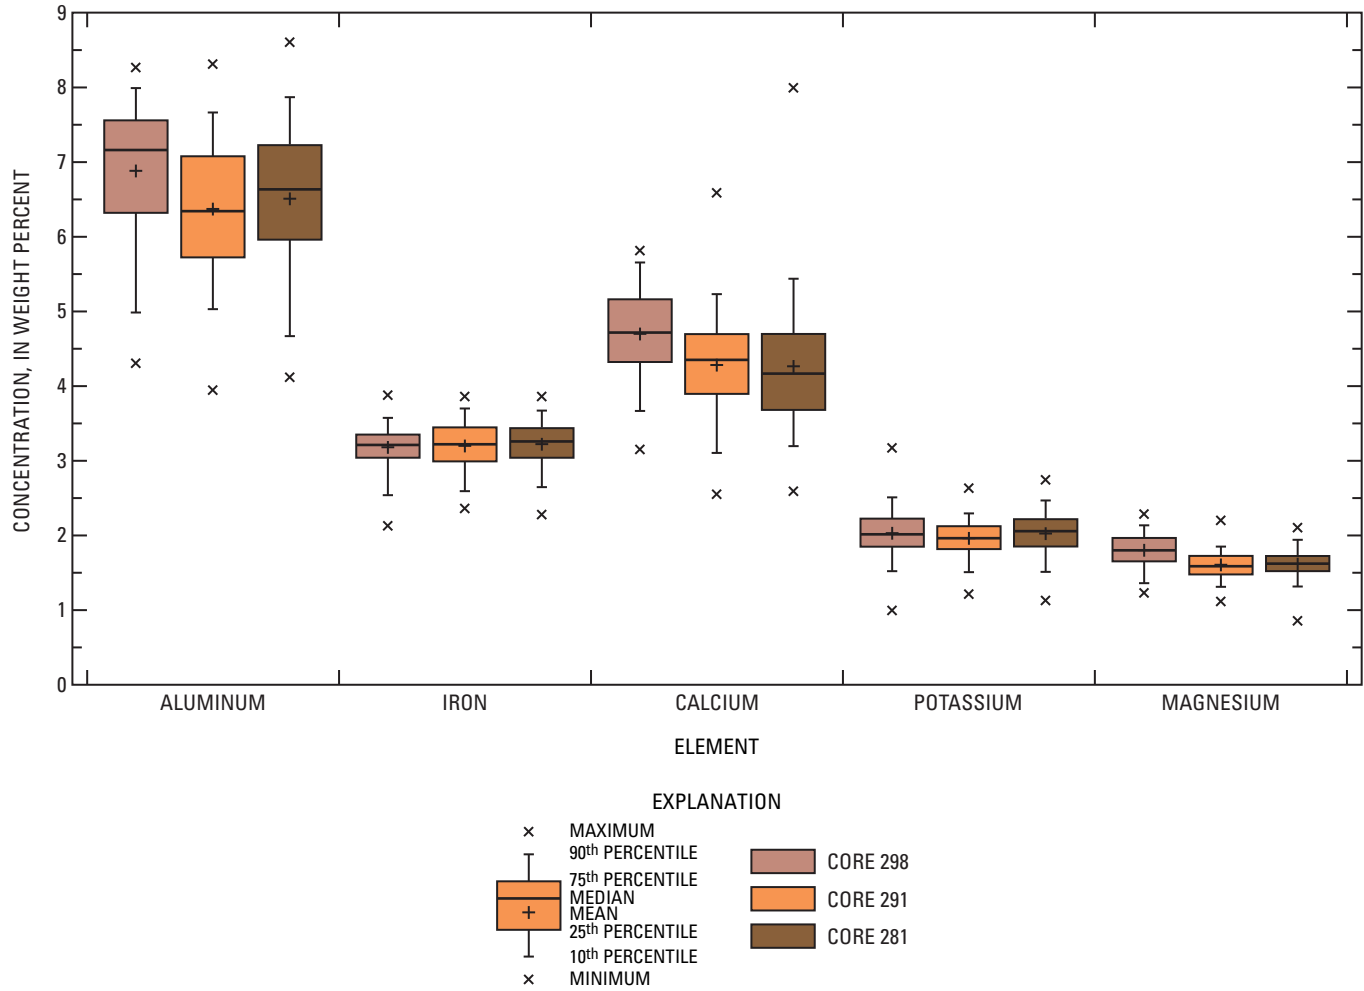 9
8
7
6
5
4
3
2
1
0
CONCENTRATION, IN WEIGHT PERCENT
ALUMINUM IRON CALCIUM POTASSIUM MAGNESIUM
ELEMENT
EXPLANATION
MAXIMUM
90th PERCENTILE
75th PERCENTILE
MEDIAN
MEAN
25th PERCENTILE
10th PERCENTILE
MINIMUM
CORE 298
CORE 291
CORE 281